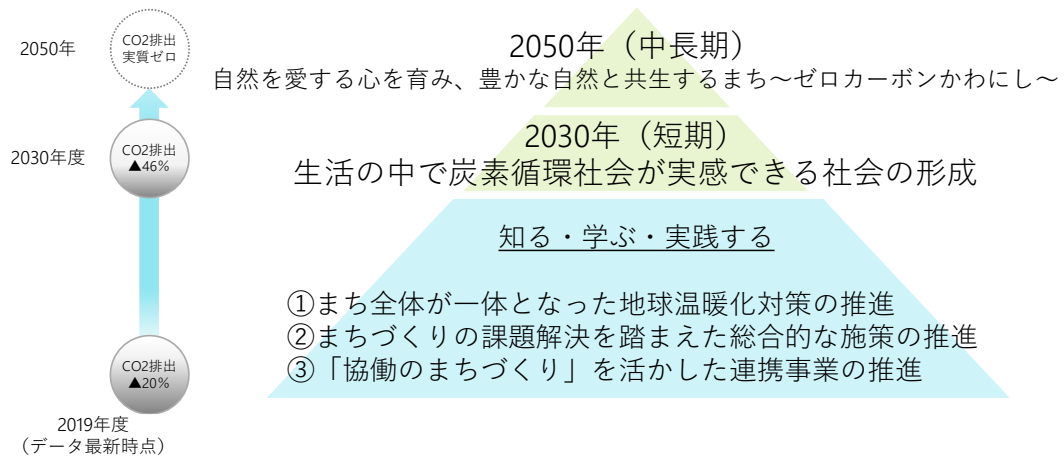 2050年
CO2排出
実質ゼロ
2030年度
CO2排出
▲46%
CO2排出
▲20%
2019年度
（データ最新時点）
2050年（中長期）
自然を愛する心を育み、豊かな自然と共生するまち～ゼロカーボンかわにし～
2030年（短期）
生活の中で炭素循環社会が実感できる社会の形成
知る・学ぶ・実践する
①まち全体が一体となった地球温暖化対策の推進
②まちづくりの課題解決を踏まえた総合的な施策の推進
③「協働のまちづくり」を活かした連携事業の推進